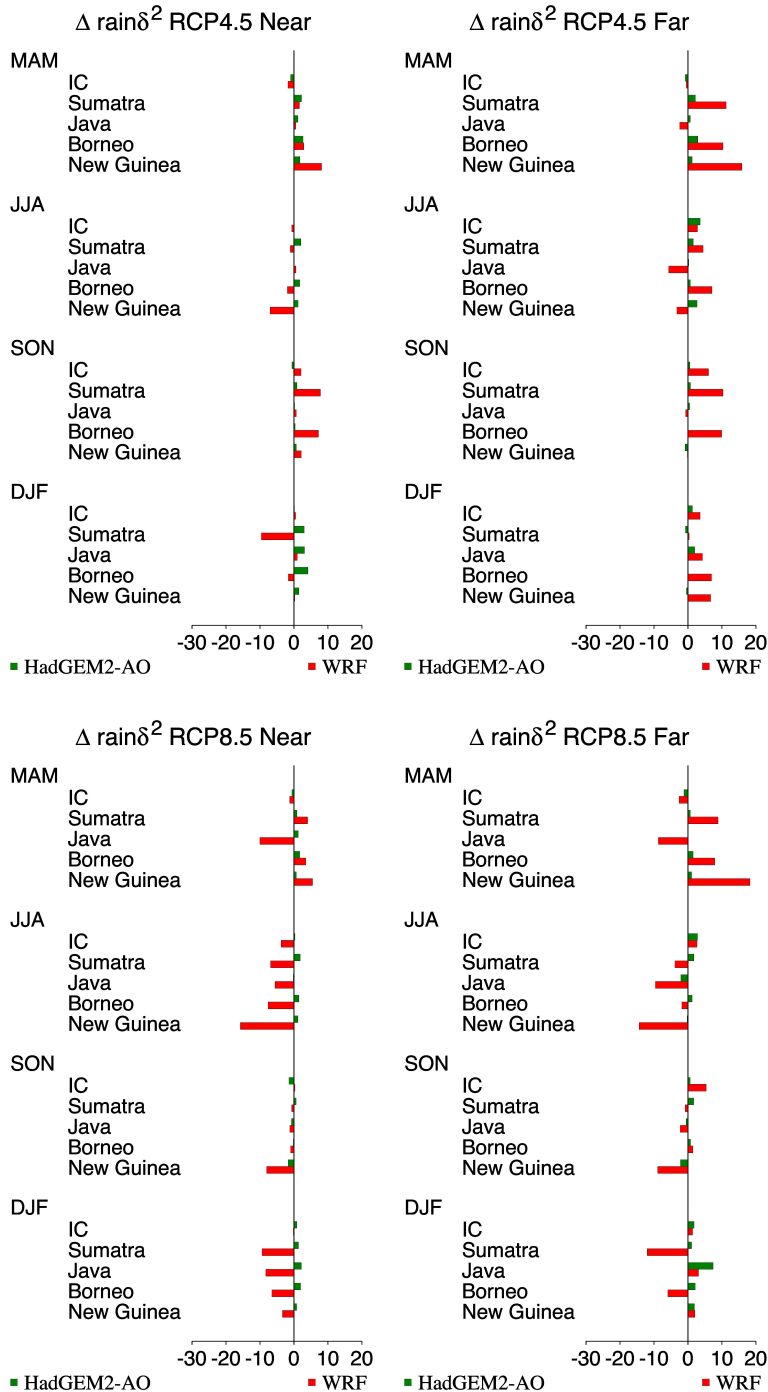 Δ rainδ² RCP4.5 Near
MAM
IC
Sumatra
Java
Borneo
New Guinea
JJA
IC
Sumatra
Java
Borneo
New Guinea
SON
IC
Sumatra
Java
Borneo
New Guinea
DJF
IC
Sumatra
Java
Borneo
New Guinea
-30 -20 -10 0 10 20
HadGEM2-AO WRF
Δ rainδ² RCP4.5 Far
MAM
IC
Sumatra
Java
Borneo
New Guinea
JJA
IC
Sumatra
Java
Borneo
New Guinea
SON
IC
Sumatra
Java
Borneo
New Guinea
DJF
IC
Sumatra
Java
Borneo
New Guinea
-30 -20 -10 0 10 20
HadGEM2-AO WRF
Δ rainδ² RCP8.5 Near
MAM
IC
Sumatra
Java
Borneo
New Guinea
JJA
IC
Sumatra
Java
Borneo
New Guinea
SON
IC
Sumatra
Java
Borneo
New Guinea
DJF
IC
Sumatra
Java
Borneo
New Guinea
-30 -20 -10 0 10 20
HadGEM2-AO WRF
Δ rainδ² RCP8.5 Far
MAM
IC
Sumatra
Java
Borneo
New Guinea
JJA
IC
Sumatra
Java
Borneo
New Guinea
SON
IC
Sumatra
Java
Borneo
New Guinea
DJF
IC
Sumatra
Java
Borneo
New Guinea
-30 -20 -10 0 10 20
HadGEM2-AO WRF